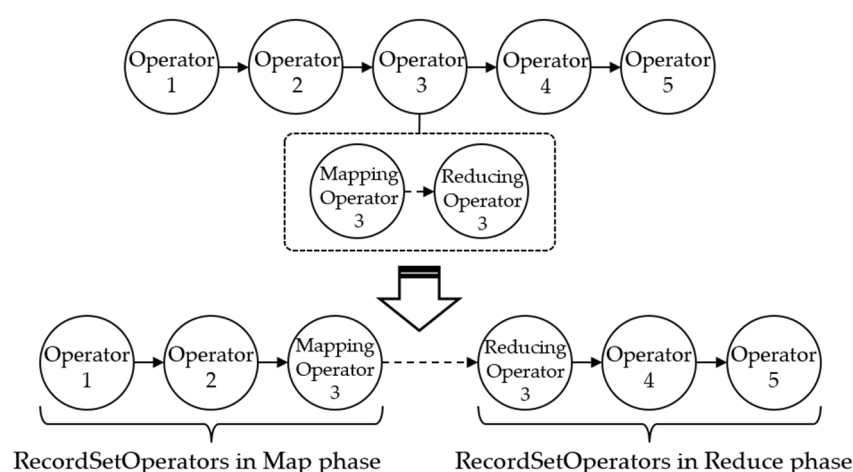 Operator
1
Operator
2
Operator
3
Operator
4
Operator
5
Mapping
Operator
3
Reducing
Operator
3
Operator
1
Operator
2
Mapping
Operator
3
Reducing
Operator
3
Operator
4
Operator
5
RecordSetOperators in Map phase
RecordSetOperators in Reduce phase